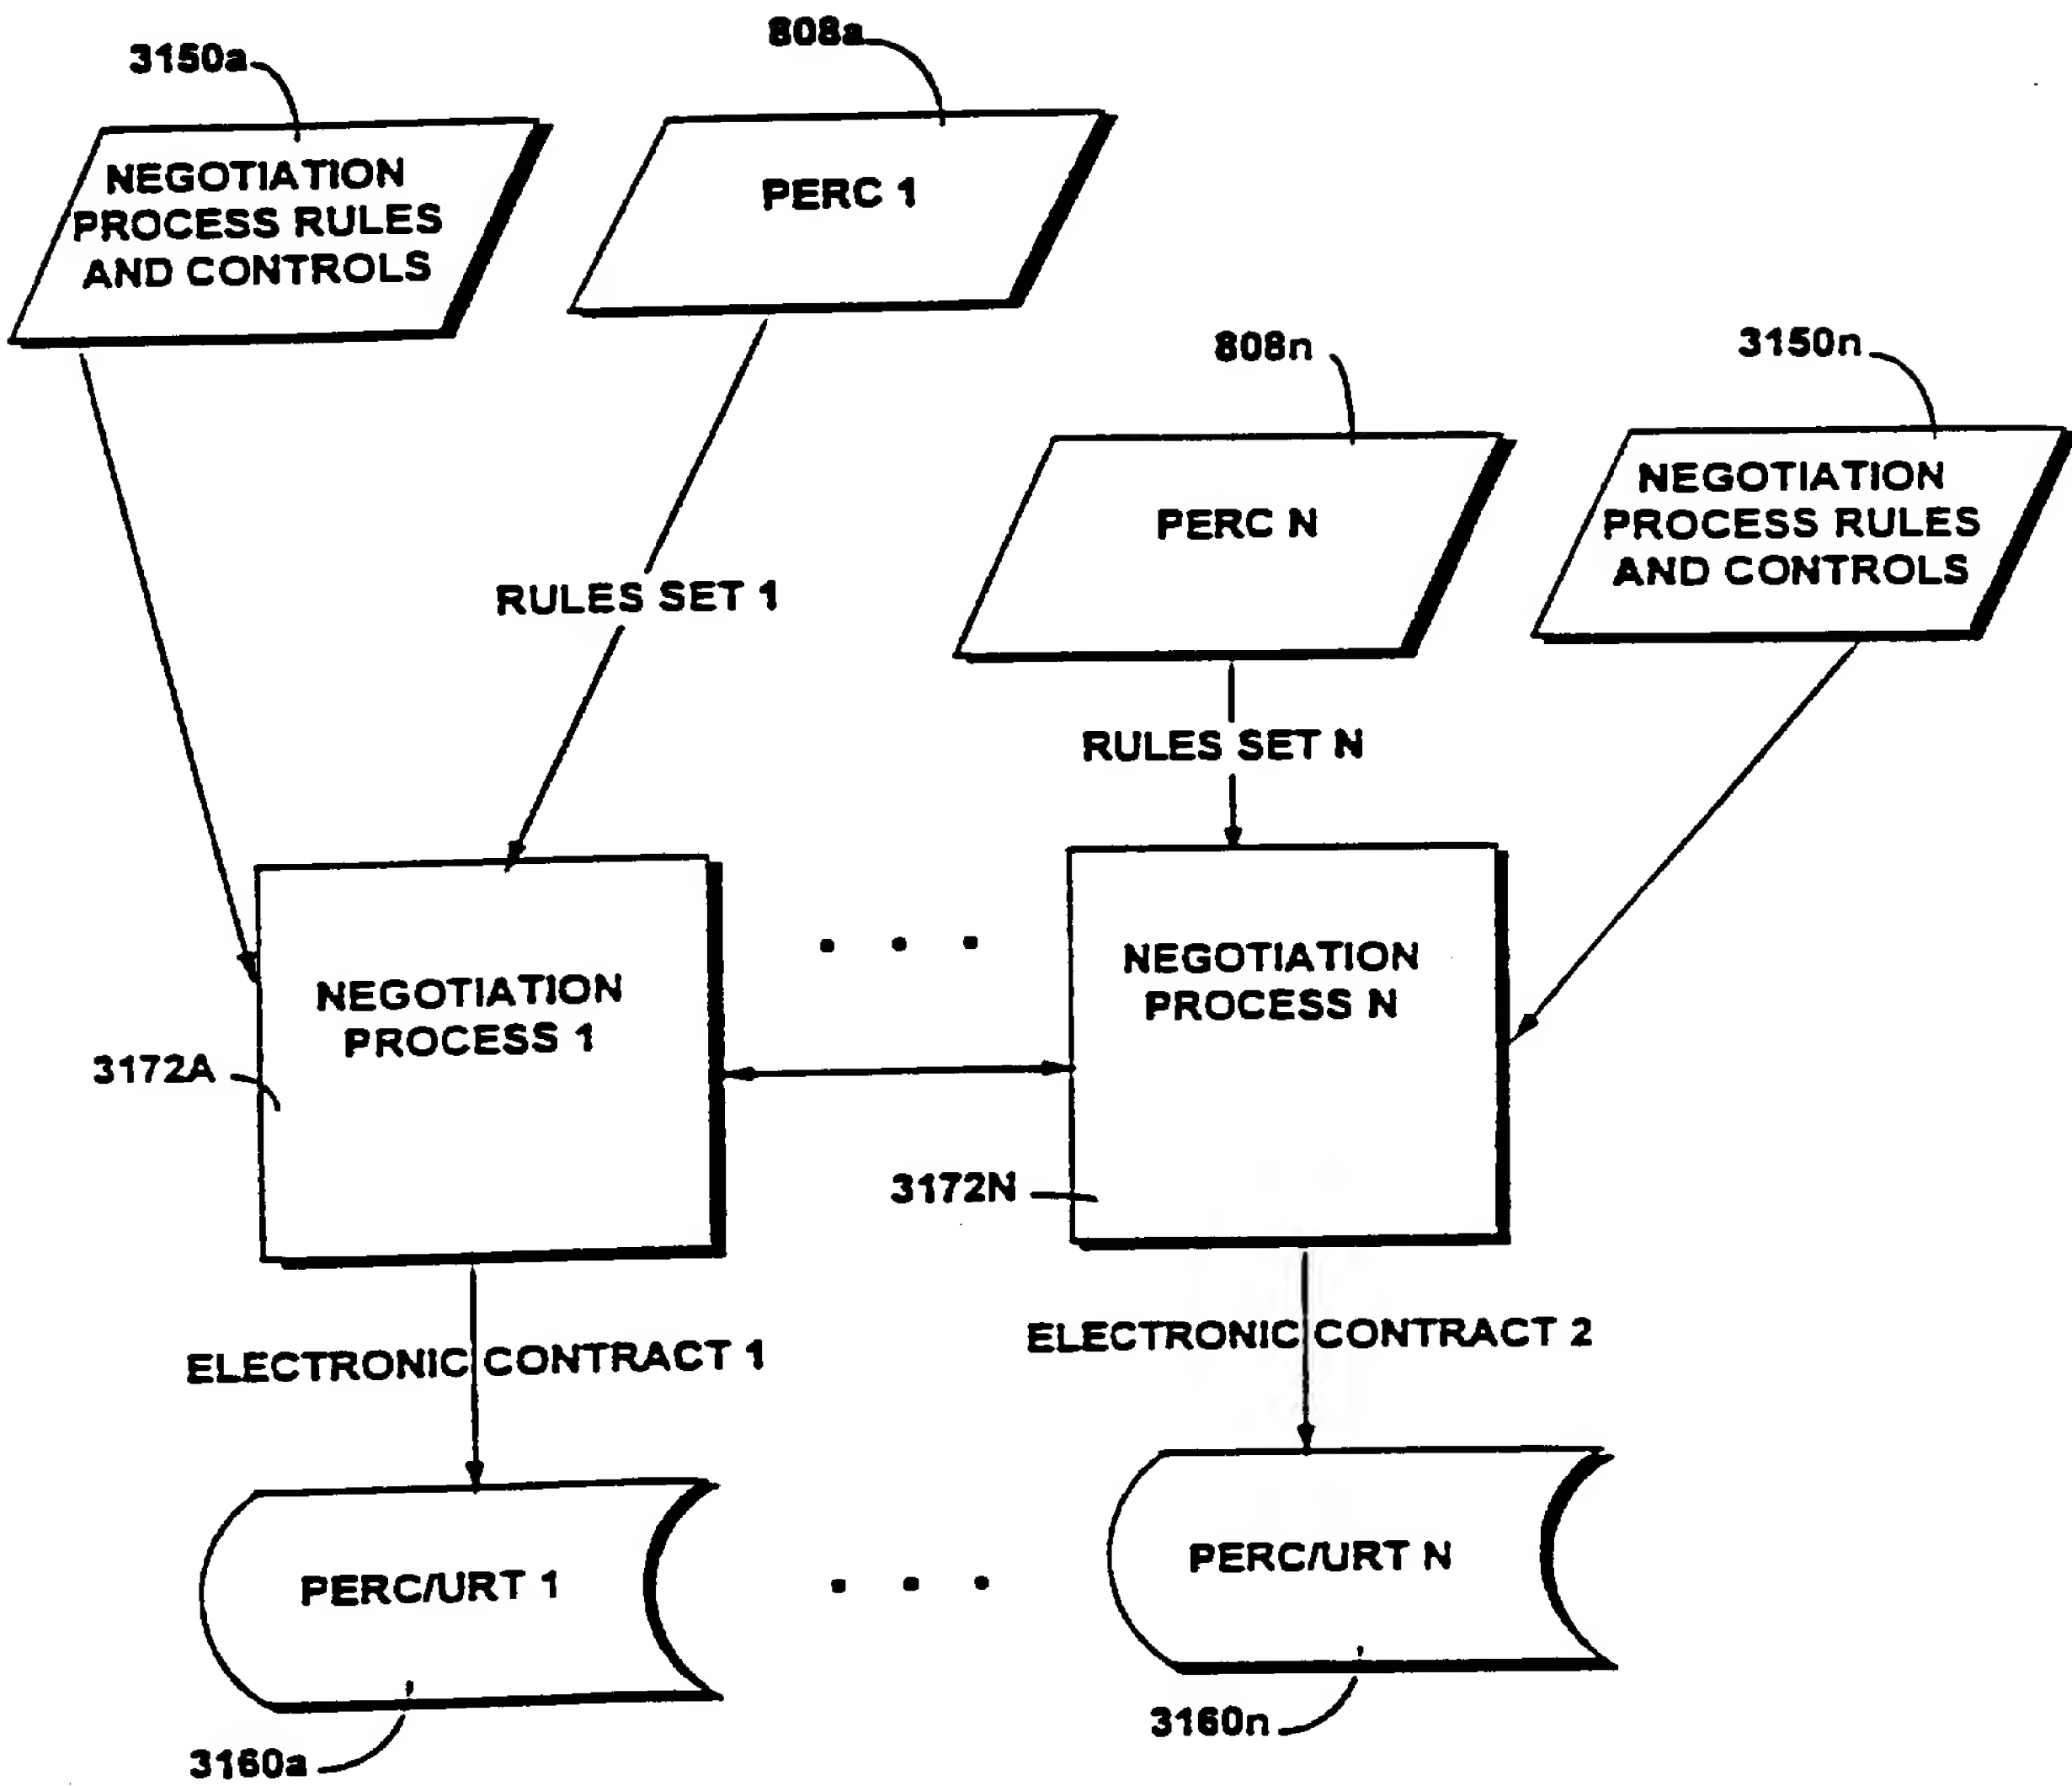 3150a
808a
NEGOTIATION
PROCESS RULES
AND CONTROLS
PERC 1
808n
3150n
NEGOTIATION
PROCESS RULES
AND CONTROLS
PERC N
RULES SET 1
RULES SET N
NEGOTIATION
PROCESS 1
NEGOTIATION
PROCESS N
3172A
3172N
ELECTRONIC CONTRACT 1
ELECTRONIC CONTRACT 2
PERC/URT 1
PERC/URT N
3160a
3160n